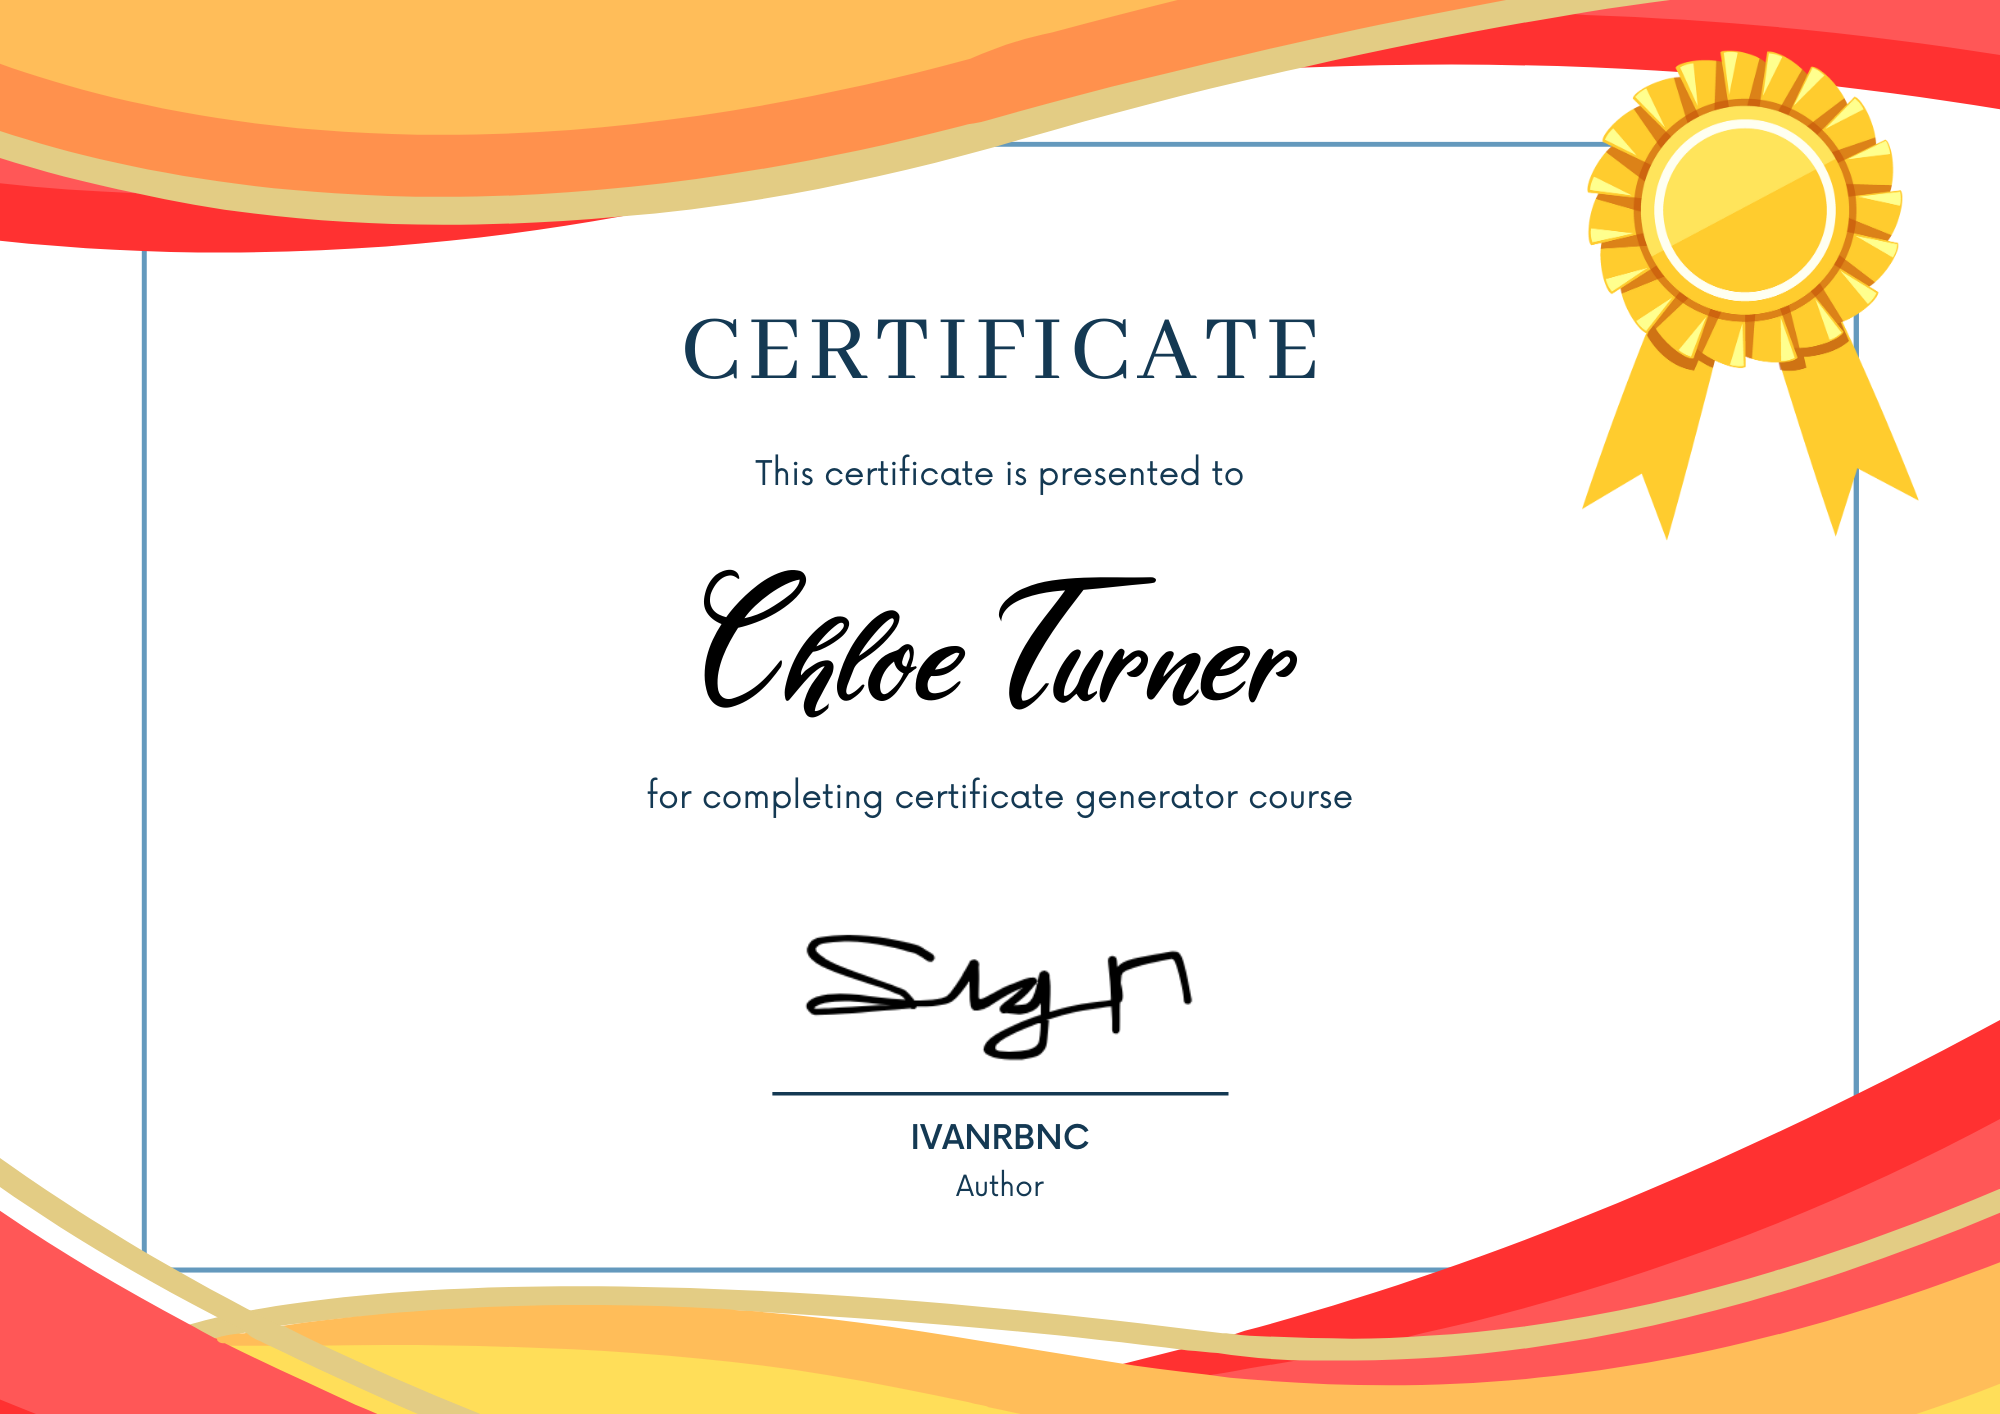 CERTIFICATE
This certificate is presented to
Chloe Turner
for completing certificate generator course
Sign
IVANRBNC
Author